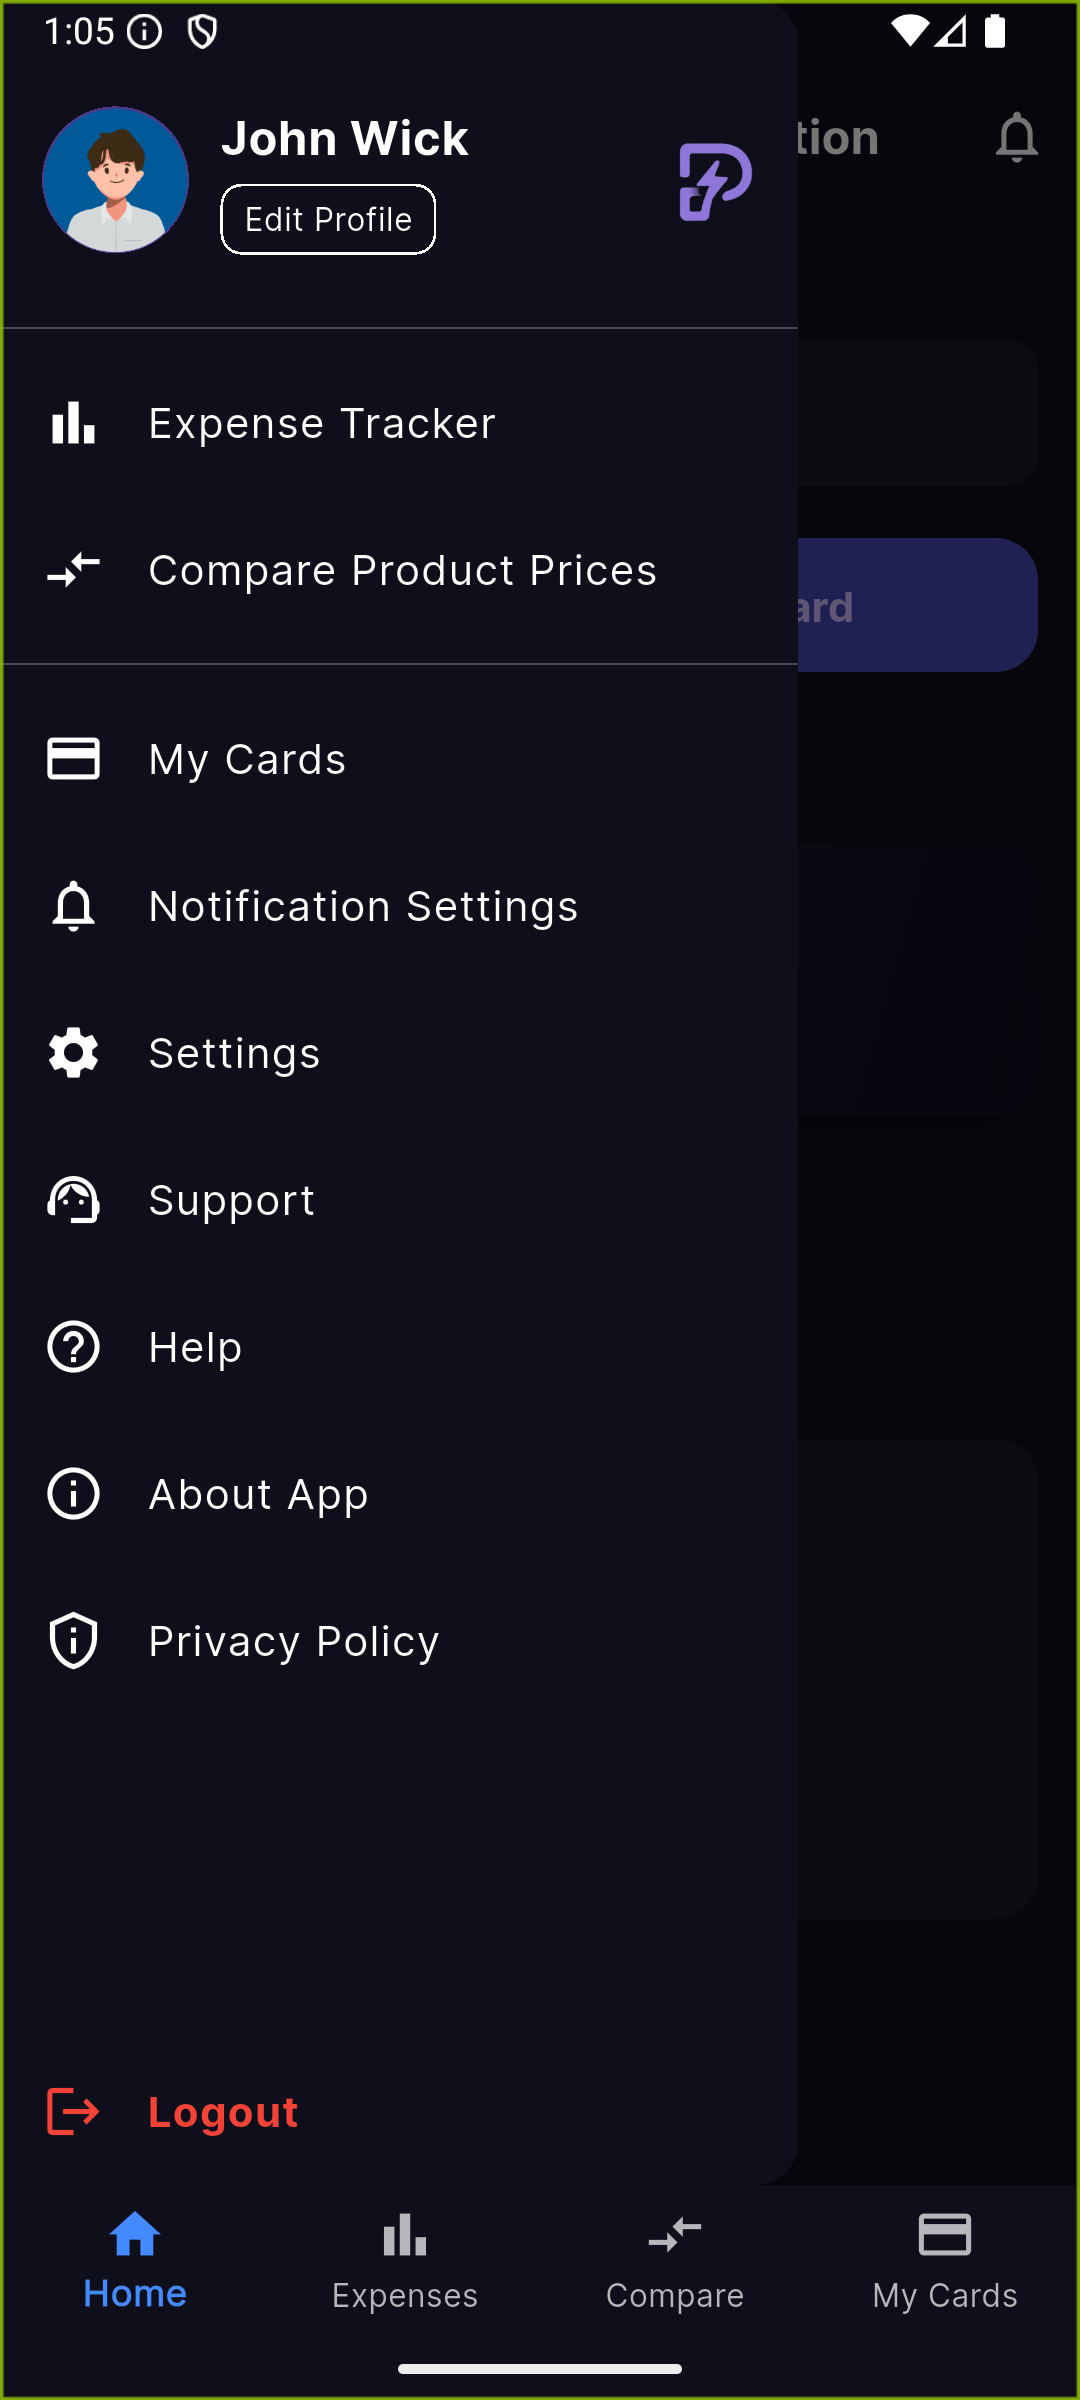 1:05
John Wick
Edit Profile
tion
Expense Tracker
Compare Product Prices
ard
My Cards
Notification Settings
Settings
Support
Help
About App
Privacy Policy
Logout
Home
Expenses
Compare
My Cards